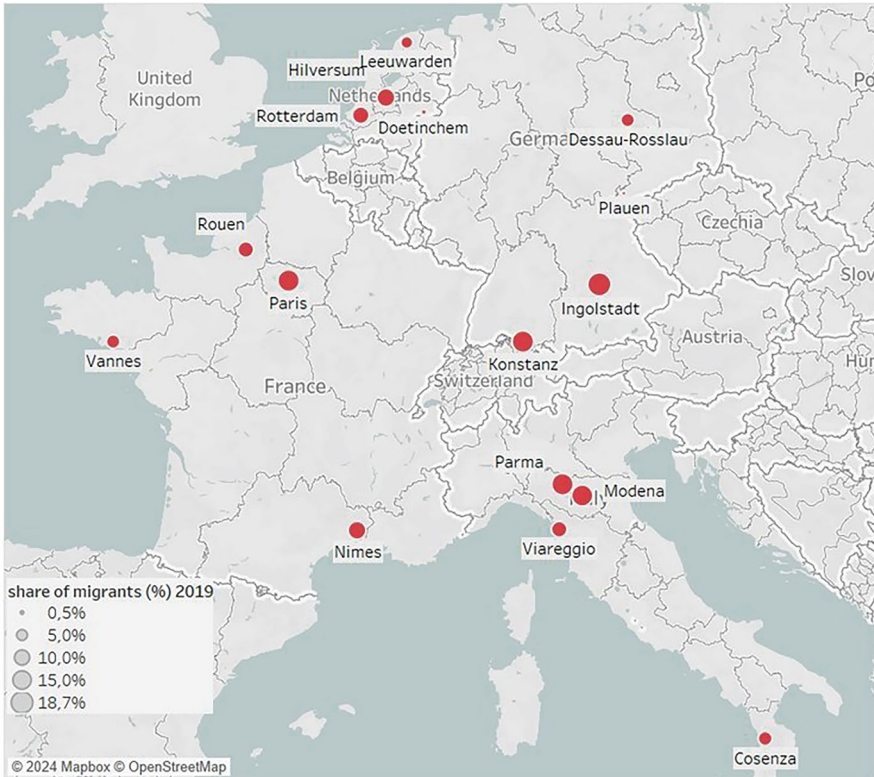 United
Kingdom
Leeuwarden
Hilversum
Netherlands
Rotterdam
Doetinchem
Germa
Dessau-Rosslau
Po
Belgium
Plauen
Czechia
Rouen
Slov
Paris
Ingolstadt
Vannes
Konstanz
Austria
Switzerland
Hun
France
Parma
Italy
Modena
Nimes
Viareggio
share of migrants (%) 2019
0,5%
5,0%
10,0%
15,0%
18,7%
Cosenza
© 2024 Mapbox © OpenStreetMap